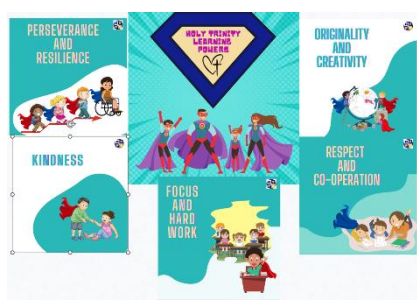 PERSEVERANCE
AND
RESILIENCE
HOLY TRINITY
LEARNING
POWERS
ORIGINALITY
AND
CREATIVITY
KINDNESS
FOCUS
AND
HARD
WORK
RESPECT
AND
CO-OPERATION